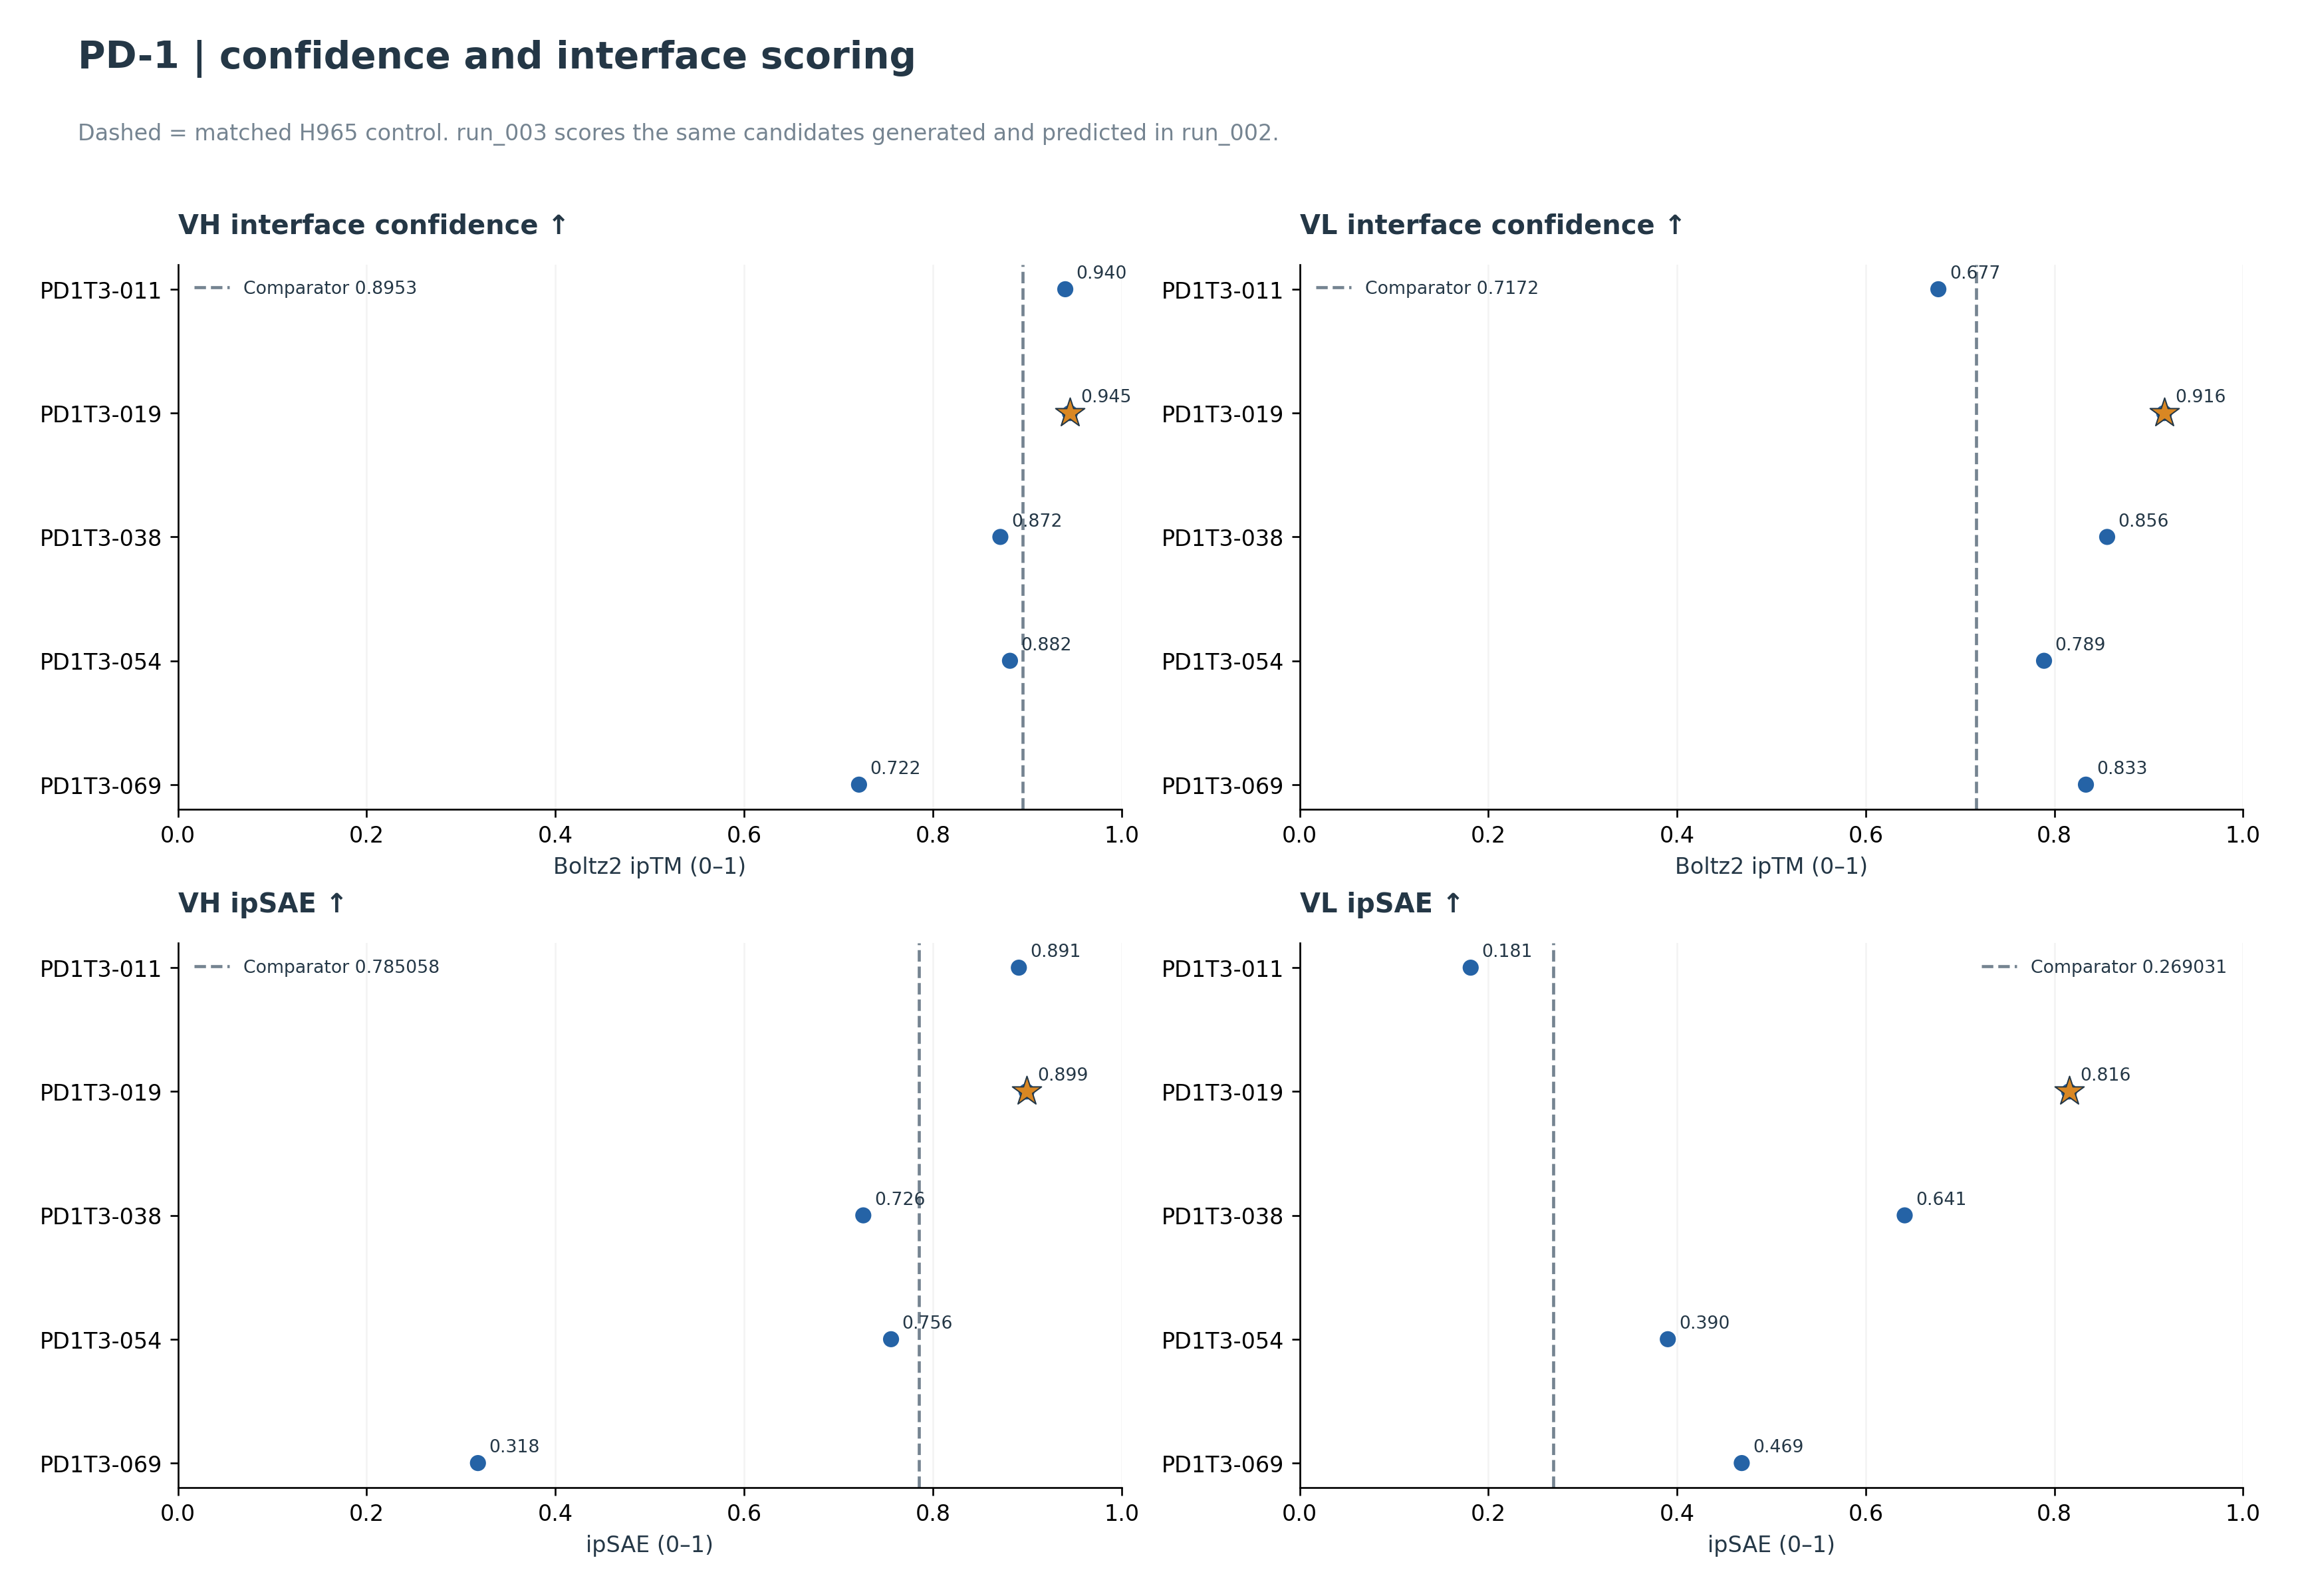 PD-1 | confidence and interface scoring
Dashed = matched H965 control. run_003 scores the same candidates generated and predicted in run_002.
VH interface confidence ↑
Comparator 0.8953
PD1T3-011
0.940
PD1T3-019
0.945
PD1T3-038
0.872
PD1T3-054
0.882
PD1T3-069
0.722
0.0 0.2 0.4 0.6 0.8 1.0
Boltz2 ipTM (0–1)
VL interface confidence ↑
Comparator 0.7172
PD1T3-011
0.677
PD1T3-019
0.916
PD1T3-038
0.856
PD1T3-054
0.789
PD1T3-069
0.833
0.0 0.2 0.4 0.6 0.8 1.0
Boltz2 ipTM (0–1)
VH ipSAE ↑
Comparator 0.785058
PD1T3-011
0.891
PD1T3-019
0.899
PD1T3-038
0.726
PD1T3-054
0.756
PD1T3-069
0.318
0.0 0.2 0.4 0.6 0.8 1.0
ipSAE (0–1)
VL ipSAE ↑
Comparator 0.269031
PD1T3-011
0.181
PD1T3-019
0.816
PD1T3-038
0.641
PD1T3-054
0.390
PD1T3-069
0.469
0.0 0.2 0.4 0.6 0.8 1.0
ipSAE (0–1)